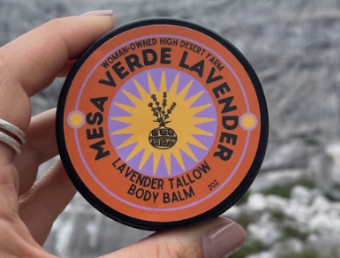 WOMAN-OWNED HIGH DESERT FARM
MESA VERDE LAVENDER
LAVENDER TALLOW
BODY BALM
2OZ